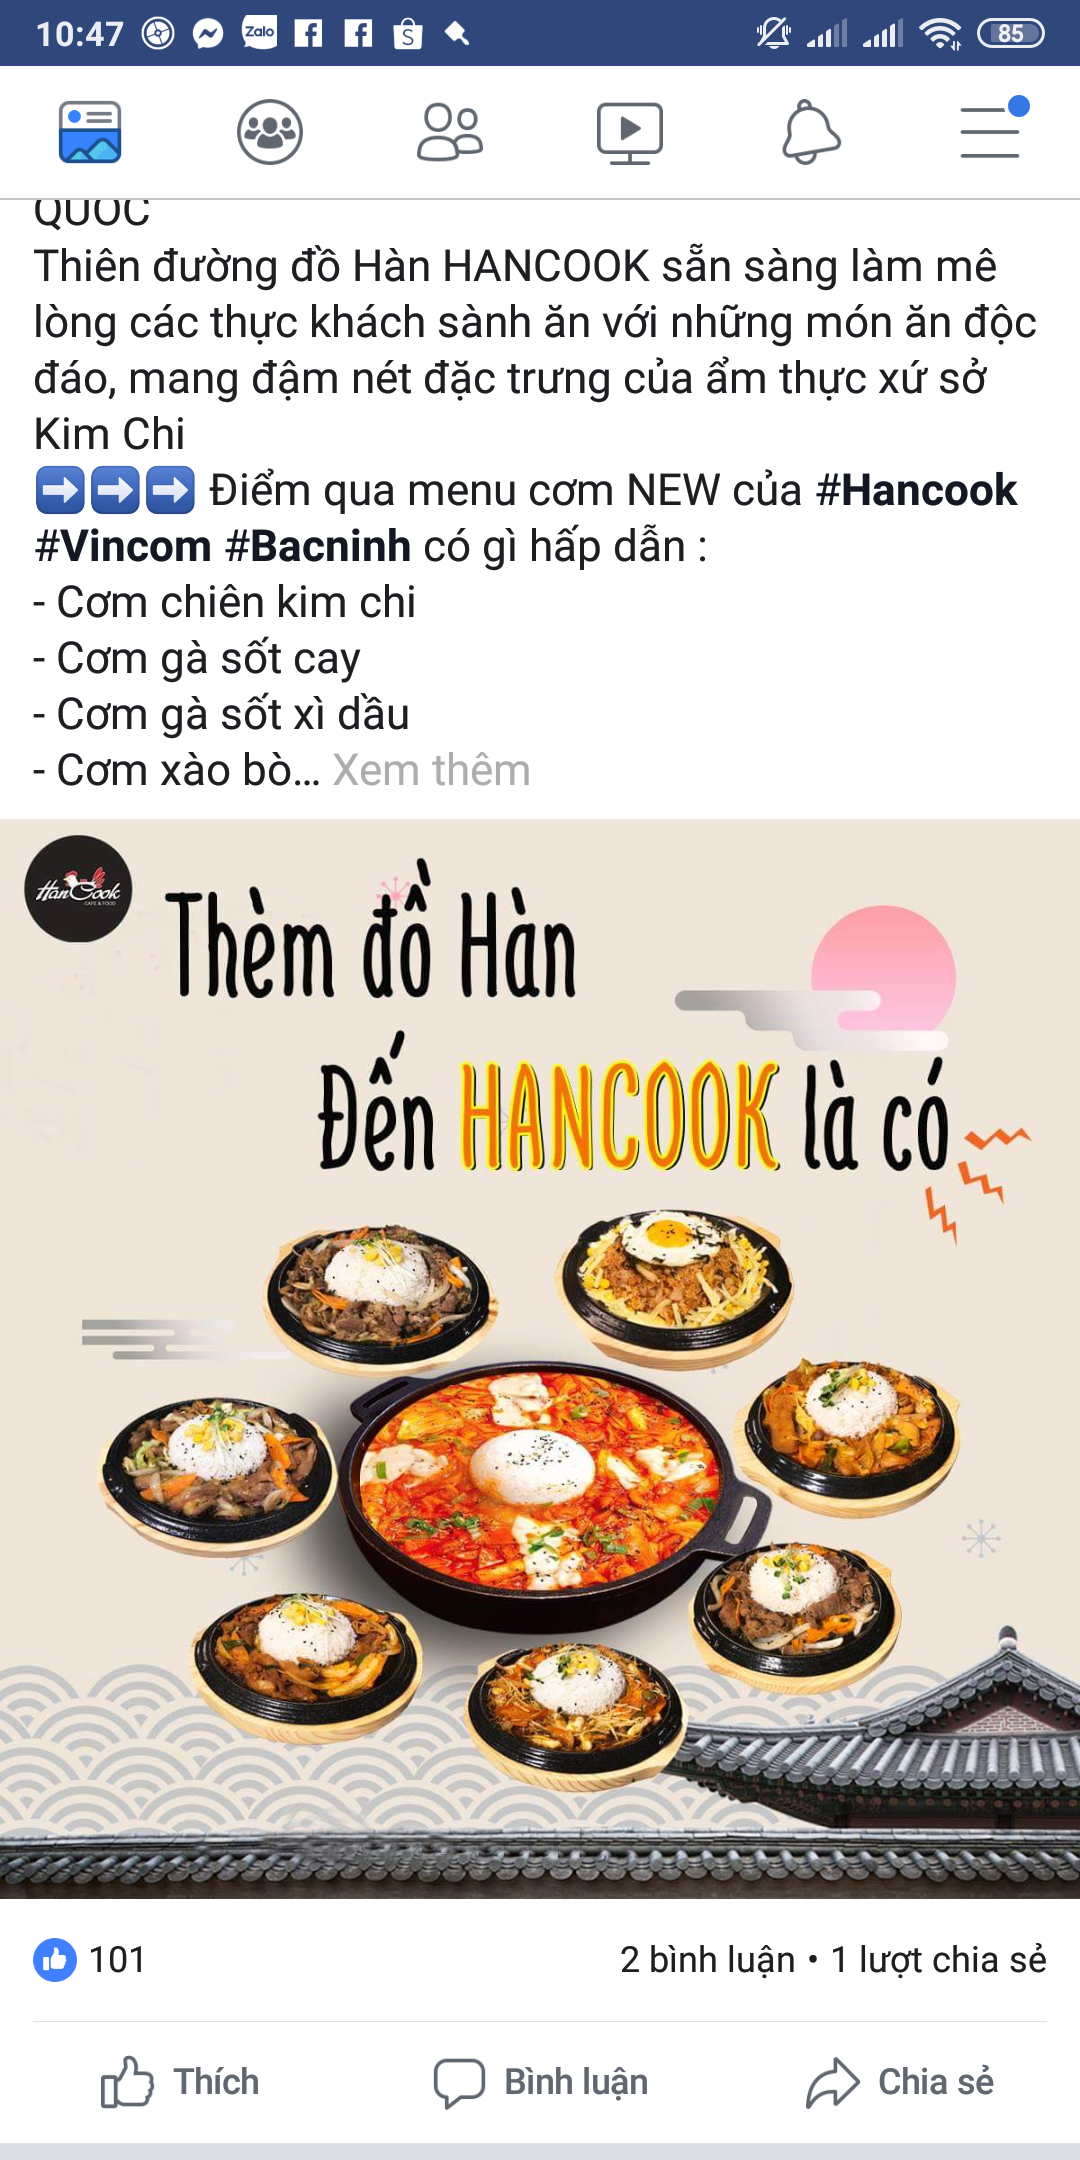 10:47
Zalo
85
QUỐC
Thiên đường đồ Hàn HANCOOK sẵn sàng làm mê
lòng các thực khách sành ăn với những món ăn độc
đáo, mang đậm nét đặc trưng của ẩm thực xứ sở
Kim Chi
➡️➡️➡️ Điểm qua menu cơm NEW của #Hancook
#Vincom #Bacninh có gì hấp dẫn :
- Cơm chiên kim chi
- Cơm gà sốt cay
- Cơm gà sốt xì dầu
- Cơm xào bò... Xem thêm
HanCook
CAFE & FOOD
Thèm đồ Hàn
Đến HANCOOK là có
101
2 bình luận • 1 lượt chia sẻ
Thích
Bình luận
Chia sẻ